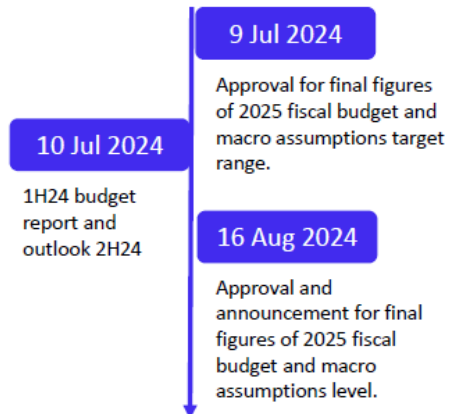 9 Jul 2024
Approval for final figures
of 2025 fiscal budget and
macro assumptions target
range.
10 Jul 2024
1H24 budget
report and
outlook 2H24
16 Aug 2024
Approval and
announcement for final
figures of 2025 fiscal
budget and macro
assumptions level.